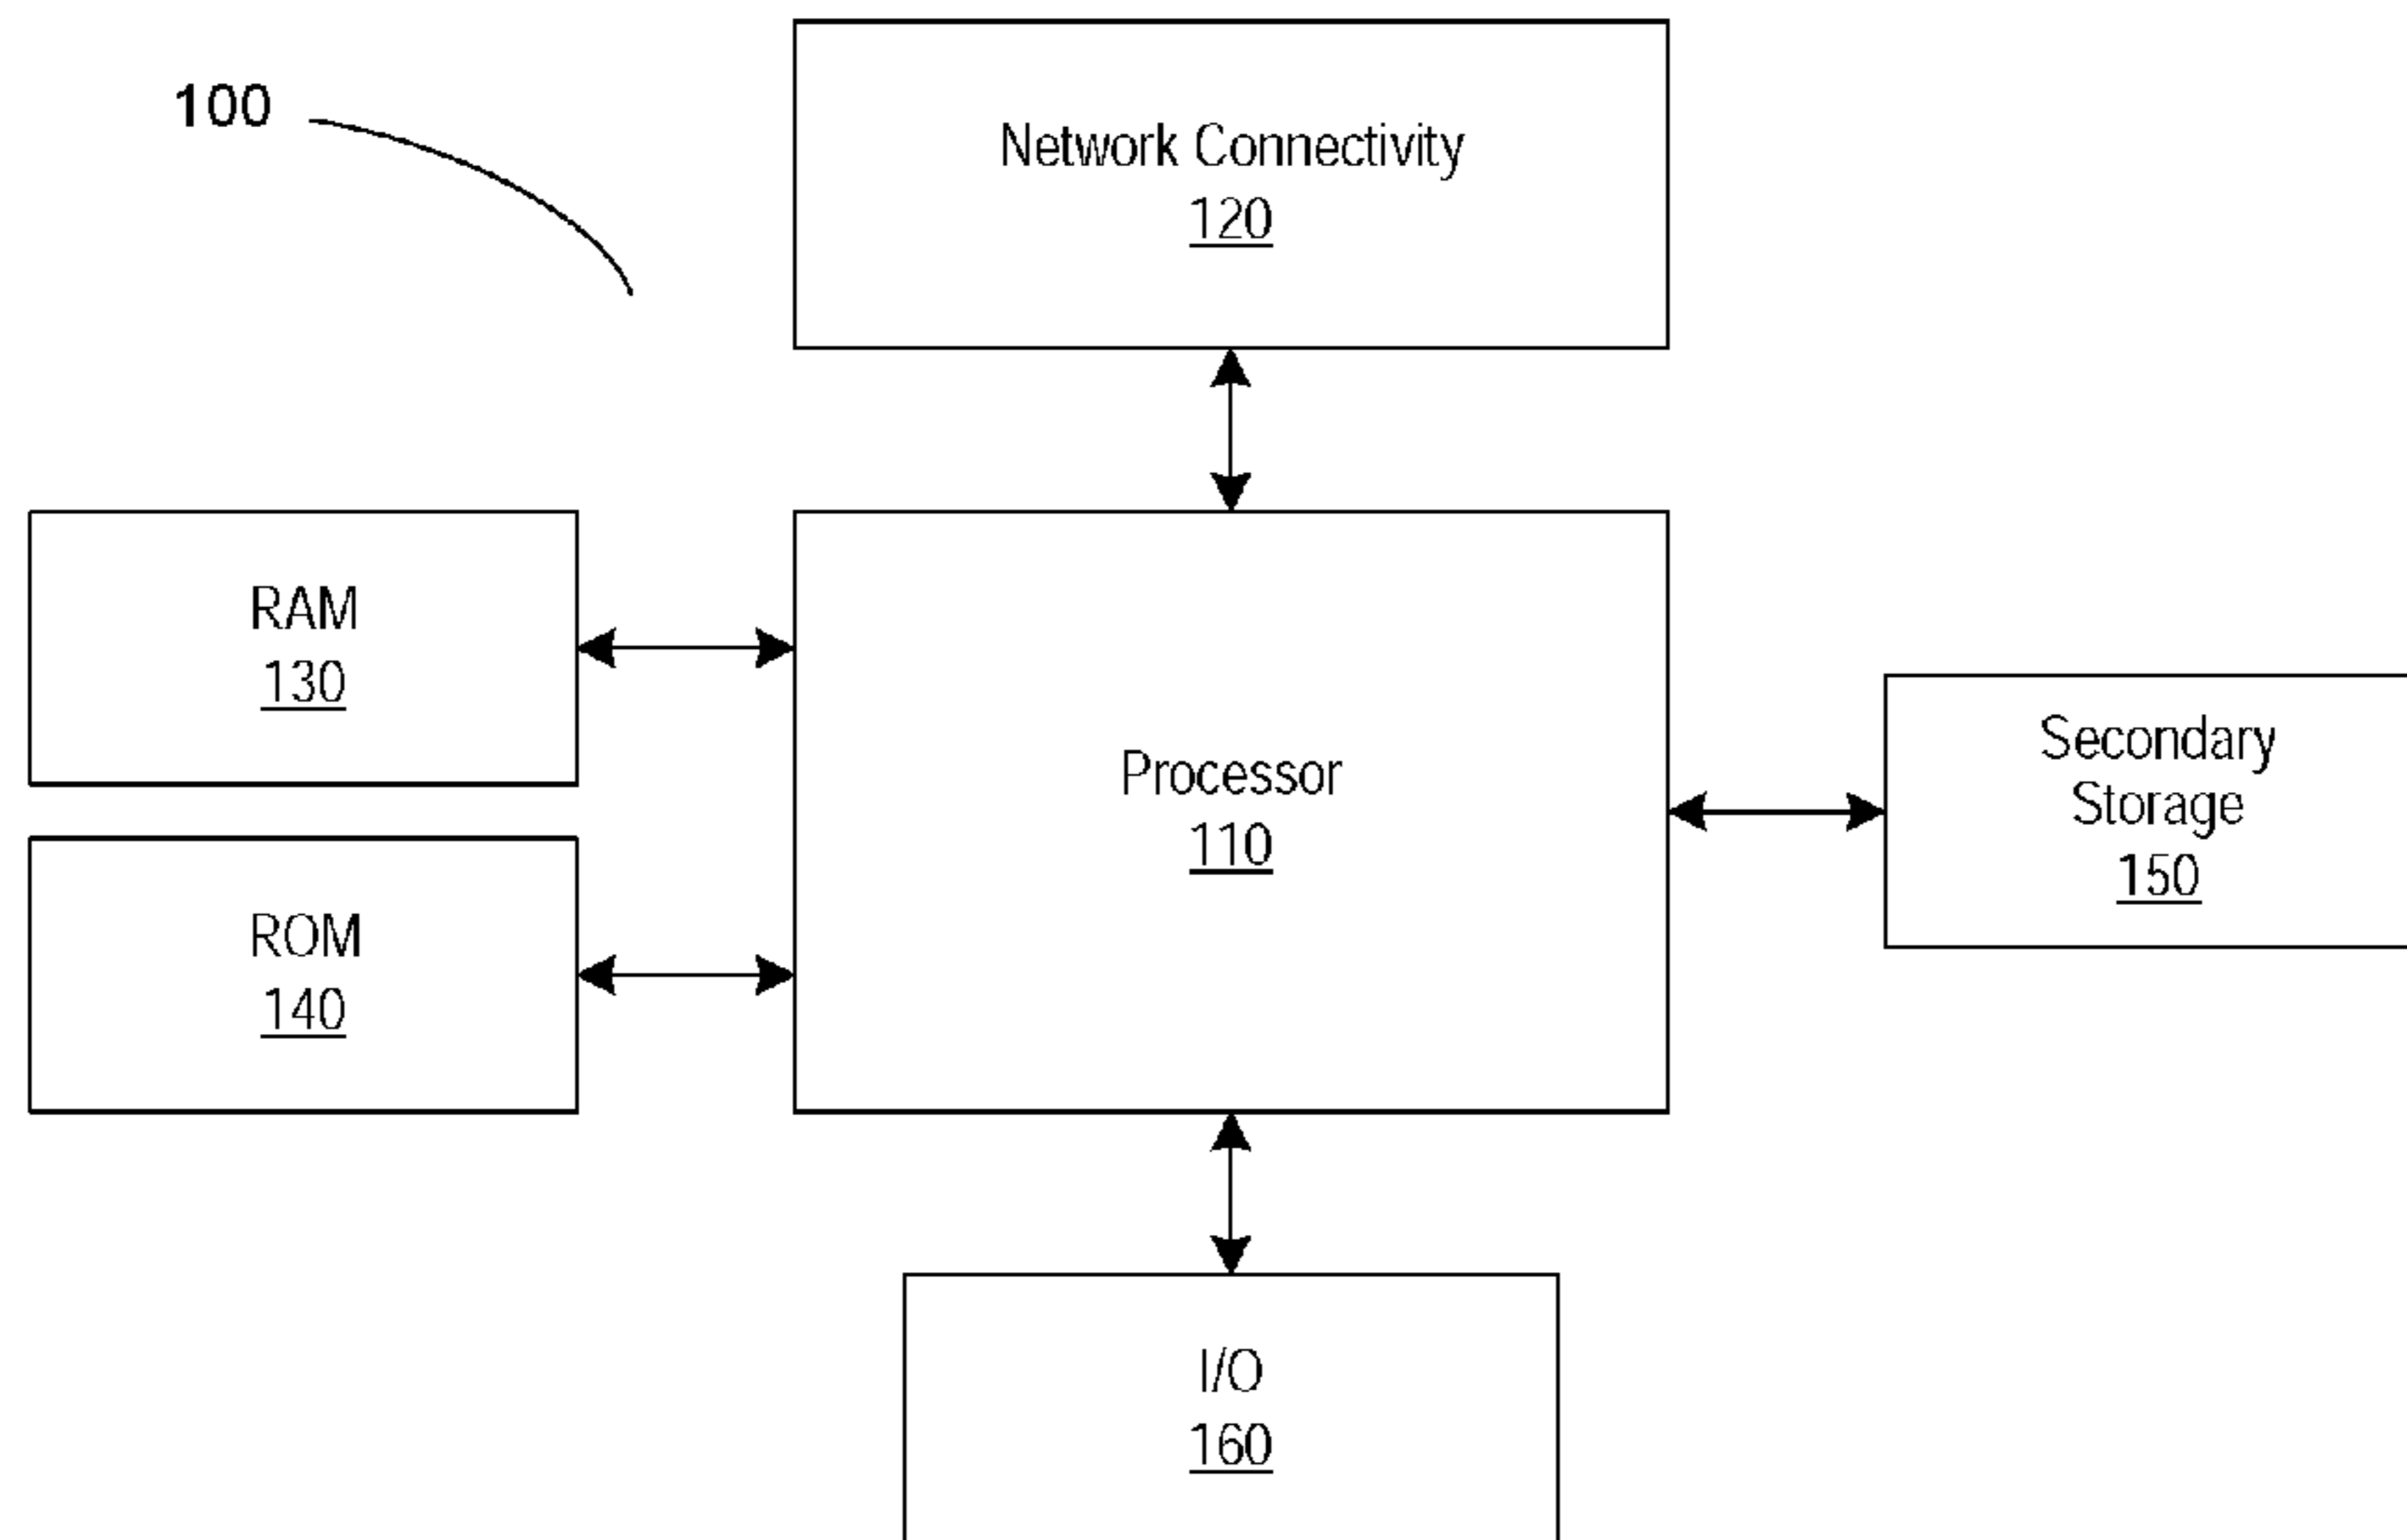 100
Network Connectivity
120
RAM
130
Processor
110
Secondary
Storage
150
ROM
140
I/O
160